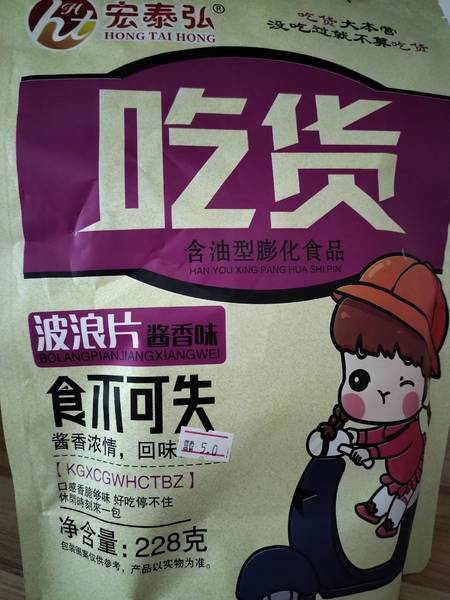 宏泰弘®
HONG TAI HONG
吃货大本营
没吃过就不算吃货
吃货
含油型膨化食品
HAN YOU XING PANG HUA SHI PIN
波浪片 酱香味
BOLANGPIANJIANGXIANGWEI
食不可失
酱香浓情，回味
5.0
【KGXCGWHCTBZ】
口感香脆够味 好吃停不住
休閑時刻來一包
净含量：228克
包装图案仅供参考，产品以实物为准。